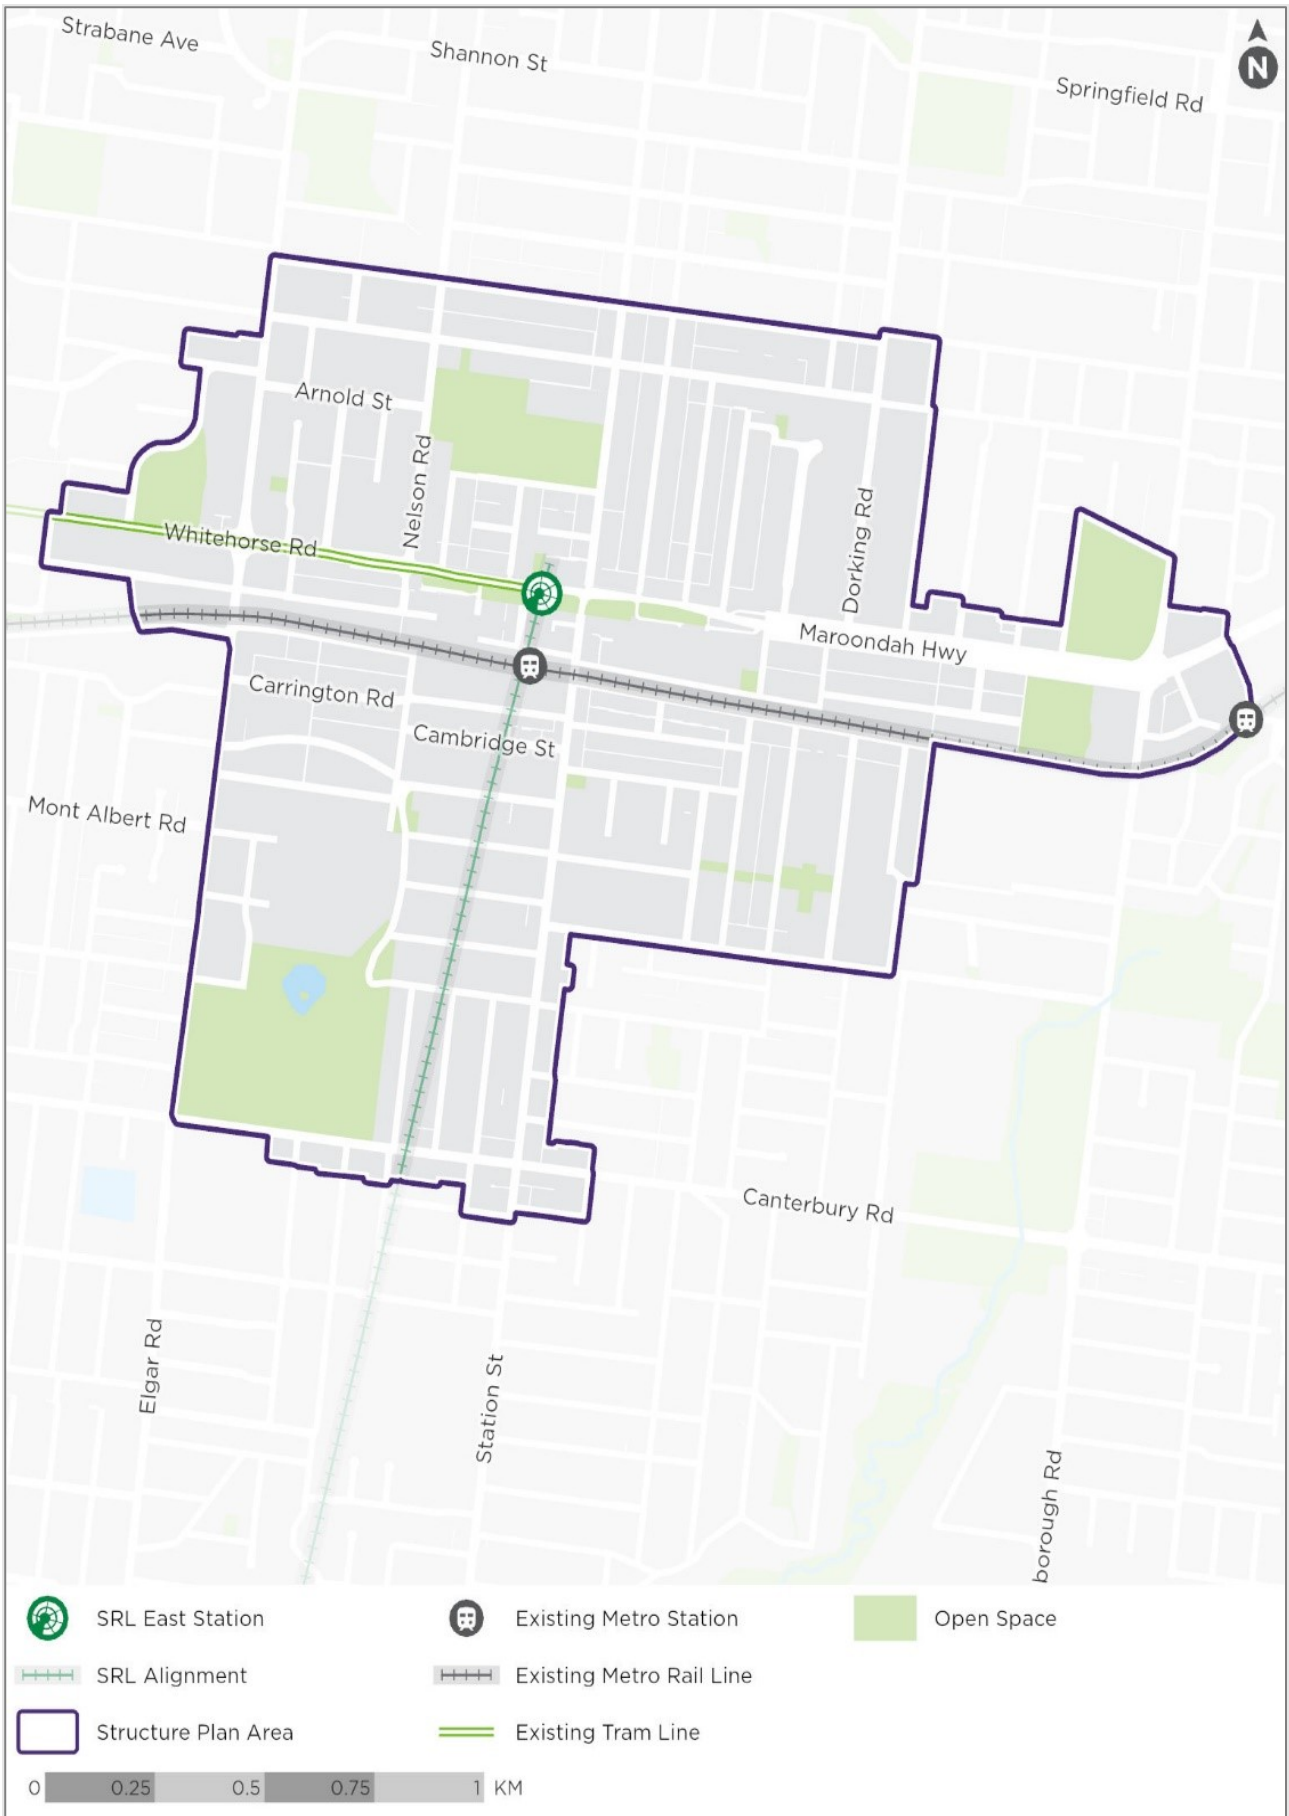 Strabane Ave
Shannon St
N
Springfield Rd
Arnold St
Nelson Rd
Whitehorse Rd
Dorking Rd
Maroondah Hwy
Carrington Rd
Cambridge St
Mont Albert Rd
Canterbury Rd
Elgar Rd
Station St
borough Rd
SRL East Station
Existing Metro Station
Open Space
SRL Alignment
Existing Metro Rail Line
Structure Plan Area
Existing Tram Line
0 0.25 0.5 0.75 1 KM